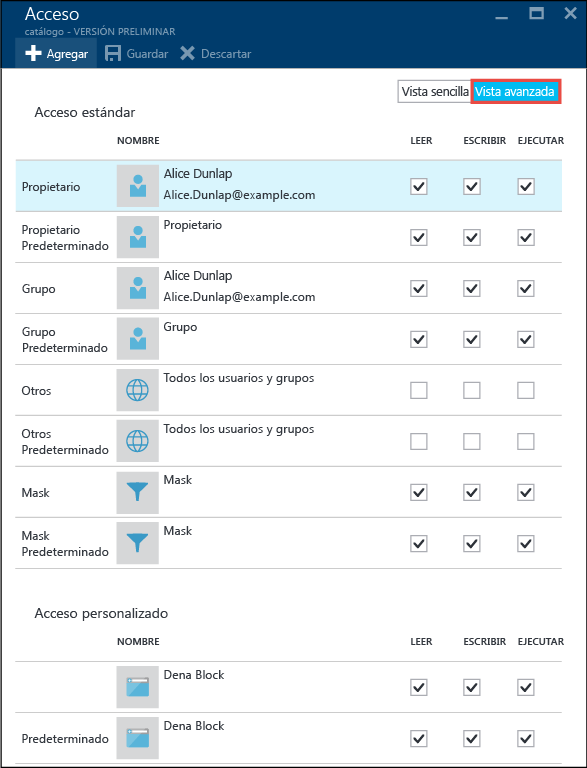 Acceso
catálogo - VERSIÓN PRELIMINAR
Agregar Guardar Descartar
Vista sencilla Vista avanzada
Acceso estándar
NOMBRE LEER ESCRIBIR EJECUTAR
Propietario Alice Dunlap
Alice.Dunlap@example.com
Propietario Propietario
Predeterminado
Grupo Alice Dunlap
Alice.Dunlap@example.com
Grupo Grupo
Predeterminado
Otros Todos los usuarios y grupos
Otros Todos los usuarios y grupos
Predeterminado
Mask Mask
Mask Mask
Predeterminado
Acceso personalizado
NOMBRE LEER ESCRIBIR EJECUTAR
Dena Block
Predeterminado Dena Block